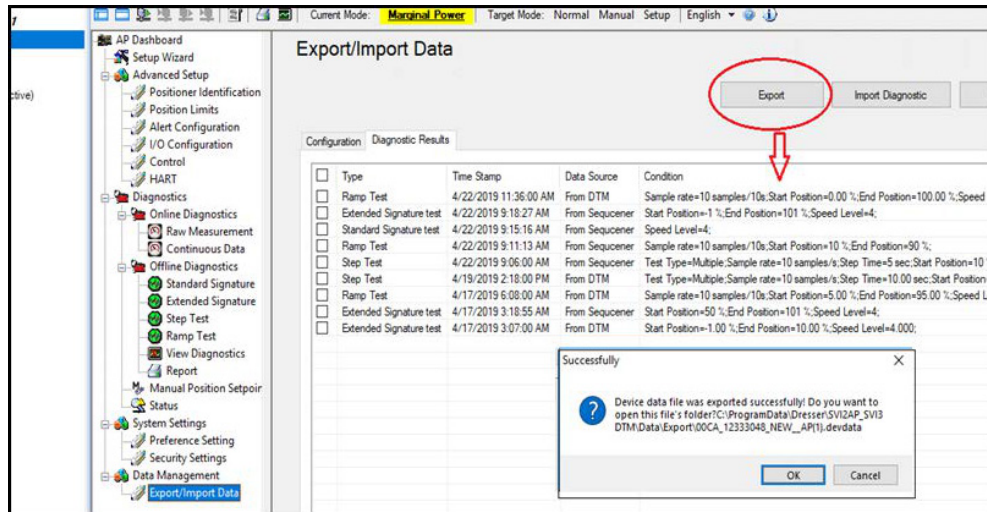 Current Mode: Marginal Power Target Mode: Normal Manual Setup English
ctive)
AP Dashboard
Setup Wizard
Advanced Setup
Positioner Identification
Position Limits
Alert Configuration
I/O Configuration
Control
HART
Diagnostics
Online Diagnostics
Raw Measurement
Continuous Data
Offline Diagnostics
Standard Signature
Extended Signature
Step Test
Ramp Test
View Diagnostics
Report
Manual Position Setpoir
Status
System Settings
Preference Setting
Security Settings
Data Management
Export/Import Data
Export/Import Data
Export Import Diagnostic
Configuration Diagnostic Results
Type Time Stamp Data Source Condition
Ramp Test 4/22/2019 11:36:00 AM From DTM Sample rate=10 samples/10s;Start Position=0.00 %;End Position=100.00 %;Speed
Extended Signature test 4/22/2019 9:18:27 AM From Sequcener Start Position=-1 %;End Position=101 %;Speed Level=4;
Standard Signature test 4/22/2019 9:15:16 AM From Sequcener Speed Level=4;
Ramp Test 4/22/2019 9:11:13 AM From Sequcener Sample rate=10 samples/10s;Start Position=10 %;End Position=90 %;
Step Test 4/22/2019 9:06:00 AM From Sequcener Test Type=Multiple;Sample rate=10 samples/s;Step Time=5 sec;Start Position=10
Step Test 4/19/2019 2:18:00 PM From DTM Test Type=Multiple;Sample rate=10 samples/s;Step Time=10.00 sec;Start Position
Ramp Test 4/17/2019 6:08:00 AM From DTM Sample rate=10 samples/10s;Start Position=5.00 %;End Position=95.00 %;Speed L
Extended Signature test 4/17/2019 3:18:55 AM From DTM Start Position=50 %;End Position=101 %;Speed Level=4;
Extended Signature test 4/17/2019 3:07:00 AM From DTM Start Position=-1.00 %;End Position=10.00 %;Speed Level=4.000;
Successfully
Device data file was exported successfully! Do you want to
open this file's folder?C:\ProgramData\Dresser\SVI2AP_SVI3
DTM\Data\Export\00CA_12333048_NEW__AP(1).devdata
OK Cancel